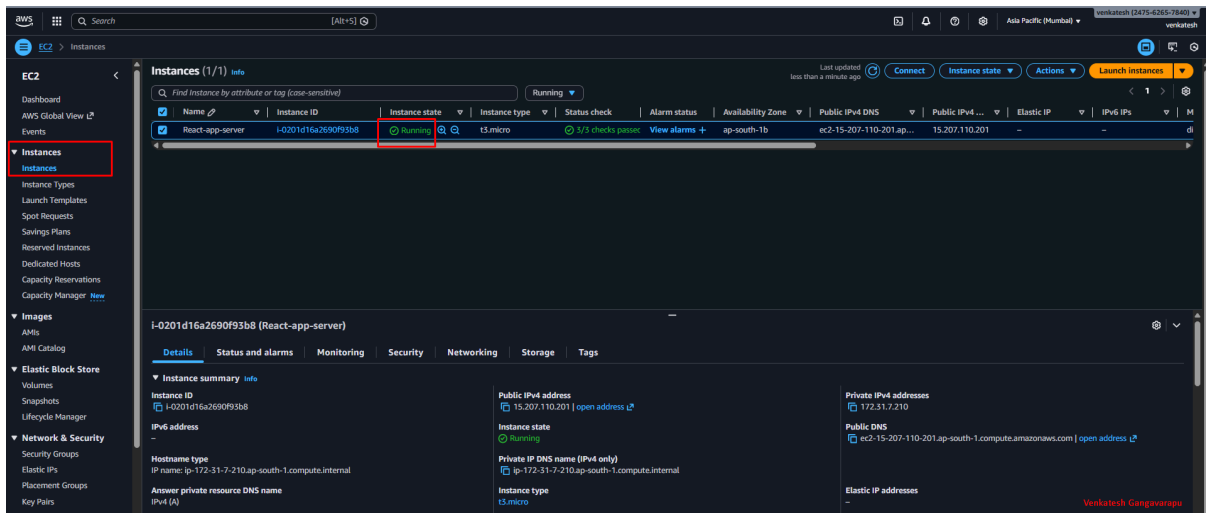 aws
Search [Alt+S]
Asia Pacific (Mumbai) ▾
venkatesh (2475-6265-7840) ▾
venkatesh
EC2 > Instances
EC2
Dashboard
AWS Global View
Events
Instances
Instances
Instance Types
Launch Templates
Spot Requests
Savings Plans
Reserved Instances
Dedicated Hosts
Capacity Reservations
Capacity Manager New
Images
AMIs
AMI Catalog
Elastic Block Store
Volumes
Snapshots
Lifecycle Manager
Network & Security
Security Groups
Elastic IPs
Placement Groups
Key Pairs
Instances (1/1) Info
Last updated
less than a minute ago
Connect
Instance state
Actions
Launch instances
Find Instance by attribute or tag (case-sensitive)
Running
< 1 >
Name Instance ID Instance state Instance type Status check Alarm status Availability Zone Public IPv4 DNS Public IPv4 ... Elastic IP IPv6 IPs M
React-app-server i-0201d16a2690f93b8 Running t3.micro 3/3 checks passec View alarms + ap-south-1b ec2-15-207-110-201.ap... 15.207.110.201 – – di
i-0201d16a2690f93b8 (React-app-server)
Details Status and alarms Monitoring Security Networking Storage Tags
Instance summary Info
Instance ID
i-0201d16a2690f93b8
Public IPv4 address
15.207.110.201 | open address
Private IPv4 addresses
172.31.7.210
IPv6 address
–
Instance state
Running
Public DNS
ec2-15-207-110-201.ap-south-1.compute.amazonaws.com | open address
Hostname type
IP name: ip-172-31-7-210.ap-south-1.compute.internal
Private IP DNS name (IPv4 only)
ip-172-31-7-210.ap-south-1.compute.internal
Answer private resource DNS name
IPv4 (A)
Instance type
t3.micro
Elastic IP addresses
–
Venkatesh Gangavarapu